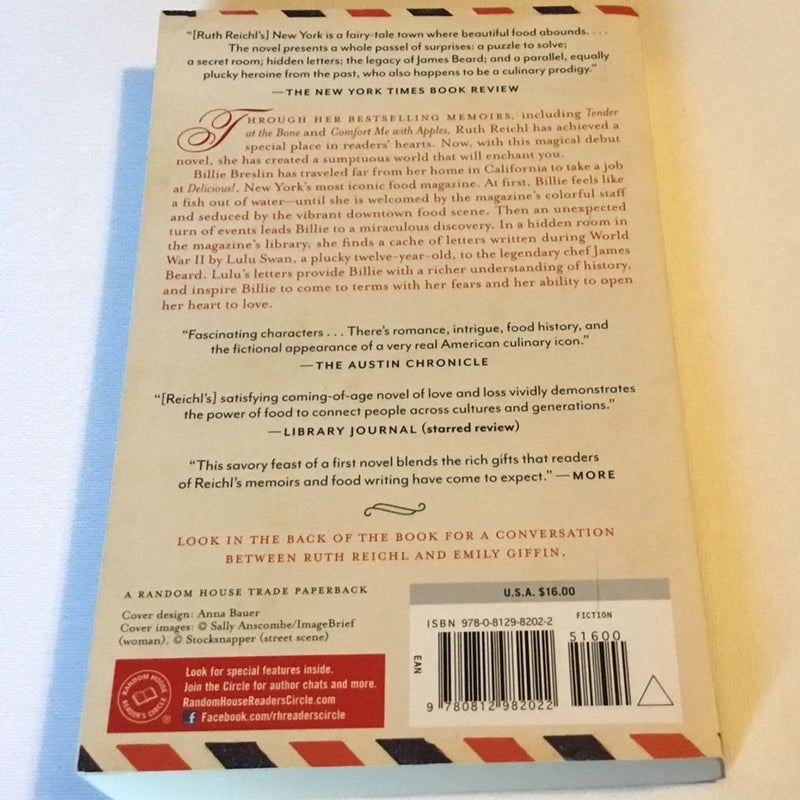 “[Ruth Reichl’s] New York is a fairy-tale town where beautiful food abounds. . . .
The novel presents a whole passel of surprises: a puzzle to solve;
a secret room; hidden letters; the legacy of James Beard; and a parallel, equally
plucky heroine from the past, who also happens to be a culinary prodigy.”
—THE NEW YORK TIMES BOOK REVIEW
THROUGH HER BESTSELLING MEMOIRS, including Tender
at the Bone and Comfort Me with Apples, Ruth Reichl has achieved a
special place in readers’ hearts. Now, with this magical debut
novel, she has created a sumptuous world that will enchant you.
Billie Breslin has traveled far from her home in California to take a job
at Delicious!, New York’s most iconic food magazine. At first, Billie feels like
a fish out of water—until she is welcomed by the magazine’s colorful staff
and seduced by the vibrant downtown food scene. Then an unexpected
turn of events leads Billie to a miraculous discovery. In a hidden room in
the magazine’s library, she finds a cache of letters written during World
War II by Lulu Swan, a plucky twelve-year-old, to the legendary chef James
Beard. Lulu’s letters provide Billie with a richer understanding of history,
and inspire Billie to come to terms with her fears and her ability to open
her heart to love.
“Fascinating characters . . . There’s romance, intrigue, food history, and
the fictional appearance of a very real American culinary icon.”
—THE AUSTIN CHRONICLE
“[Reichl’s] satisfying coming-of-age novel of love and loss vividly demonstrates
the power of food to connect people across cultures and generations.”
—LIBRARY JOURNAL (starred review)
“This savory feast of a first novel blends the rich gifts that readers
of Reichl’s memoirs and food writing have come to expect.” —MORE
LOOK IN THE BACK OF THE BOOK FOR A CONVERSATION
BETWEEN RUTH REICHL AND EMILY GIFFIN.
A RANDOM HOUSE TRADE PAPERBACK
Cover design: Anna Bauer
Cover images: © Sally Anscombe/ImageBrief
(woman), © Stocksnapper (street scene)
RANDOM HOUSE
READER'S CIRCLE
Look for special features inside.
Join the Circle for author chats and more.
RandomHouseReadersCircle.com
f Facebook.com/rhreaderscircle
U.S.A. $16.00
FICTION
ISBN 978-0-8129-8202-2
51600
EAN
9 780812 982022